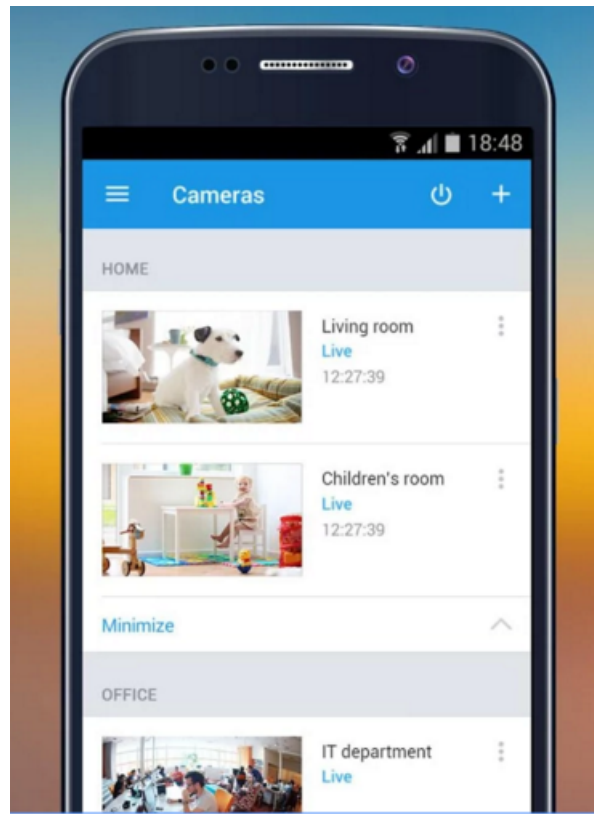 18:48
Cameras
HOME
Living room
Live
12:27:39
Children's room
Live
12:27:39
Minimize
OFFICE
IT department
Live